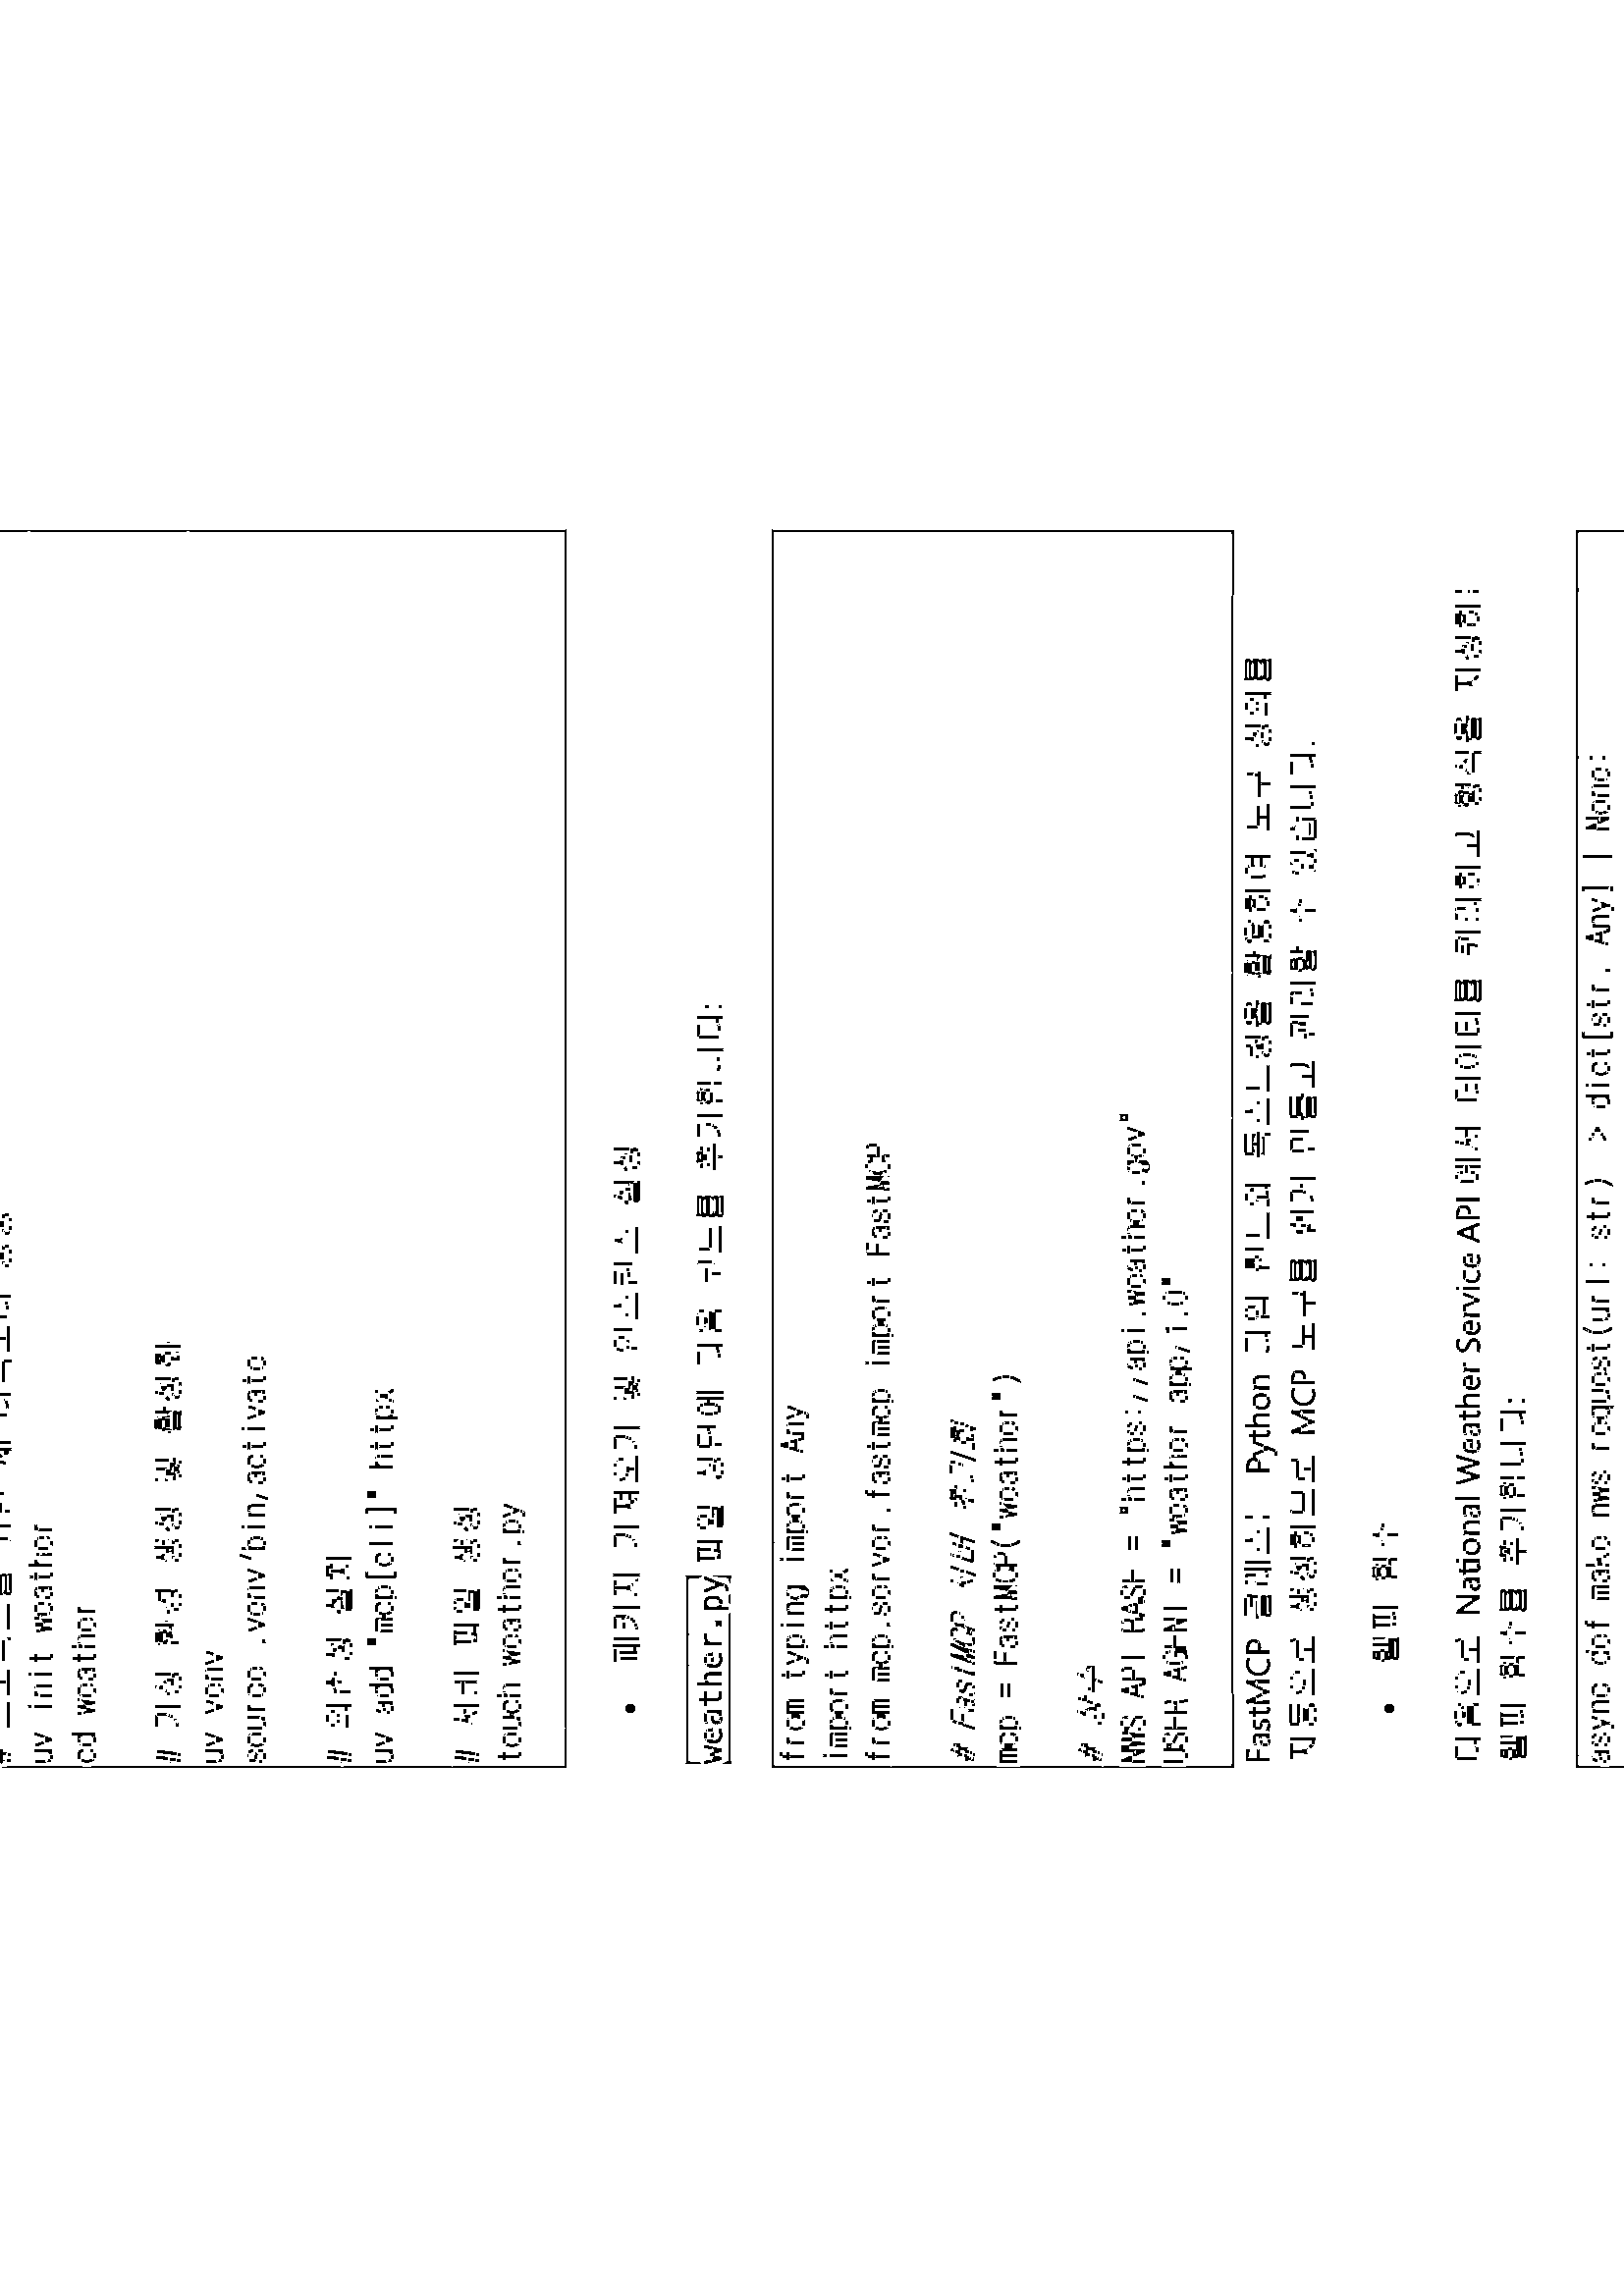 uv init weather
cd weather
# 가상 환경 생성 및 활성화
uv venv
source .venv/bin/activate
# 의존성 설치
uv add "mcp[cli]" httpx
# 서버 파일 생성
touch weather.py
• 패키지 가져오기 및 인스턴스 설정
weather.py 파일 상단에 다음 코드를 추가합니다:
from typing import Any
import httpx
from mcp.server.fastmcp import FastMCP
# FastMCP 서버 초기화
mcp = FastMCP("weather")
# 상수
NWS_API_BASE = "https://api.weather.gov"
USER_AGENT = "weather-app/1.0"
FastMCP 클래스는 Python 타입 힌트와 독스트링을 활용하여 도구 정의를
자동으로 생성하므로 MCP 도구를 쉽게 만들고 관리할 수 있습니다.
• 헬퍼 함수
다음으로 National Weather Service API에서 데이터를 쿼리하고 형식을 지정하는
헬퍼 함수를 추가합니다:
async def make_nws_request(url: str) -> dict[str, Any] | None: